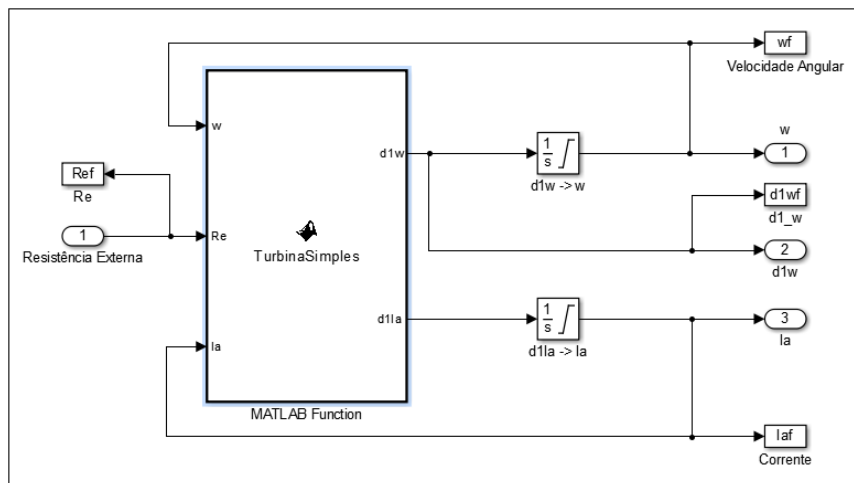 wf
Velocidade Angular
w
d1w
1
s
d1w -> w
w
1
Ref
Re
d1wf
d1_w
1
Resistência Externa
Re
TurbinaSimples
2
d1w
d1Ia
1
s
d1Ia -> Ia
3
Ia
Ia
MATLAB Function
Iaf
Corrente